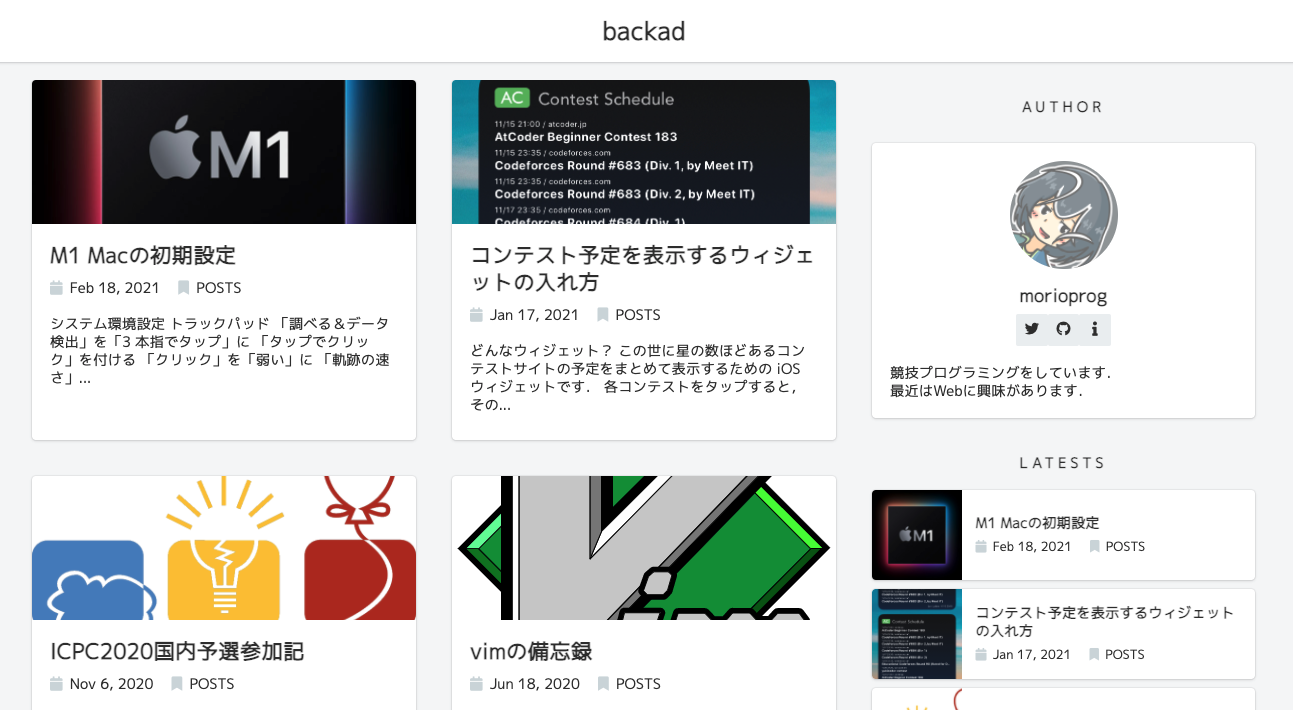 backad
M1
M1 Macの初期設定
Feb 18, 2021 POSTS
システム環境設定 トラックパッド 「調べる＆データ
検出」を「3 本指でタップ」に 「タップでクリッ
ク」を付ける 「クリック」を「弱い」に 「軌跡の速
さ」...
AC Contest Schedule
11/15 21:00 / atcoder.jp
AtCoder Beginner Contest 183
11/15 23:35 / codeforces.com
Codeforces Round #683 (Div. 1, by Meet IT)
11/15 23:35 / codeforces.com
Codeforces Round #683 (Div. 2, by Meet IT)
11/17 23:35 / codeforces.com
Codeforces Round #684 (Div. 1)
コンテスト予定を表示するウィジェ
ットの入れ方
Jan 17, 2021 POSTS
どんなウィジェット？ この世に星の数ほどあるコン
テストサイトの予定をまとめて表示するための iOS
ウィジェットです． 各コンテストをタップすると，
その...
ICPC2020国内予選参加記
Nov 6, 2020 POSTS
vimの備忘録
Jun 18, 2020 POSTS
AUTHOR
morioprog
競技プログラミングをしています．
最近はWebに興味があります．
LATESTS
M1
M1 Macの初期設定
Feb 18, 2021 POSTS
AC Contest Schedule
コンテスト予定を表示するウィジェット
の入れ方
Jan 17, 2021 POSTS